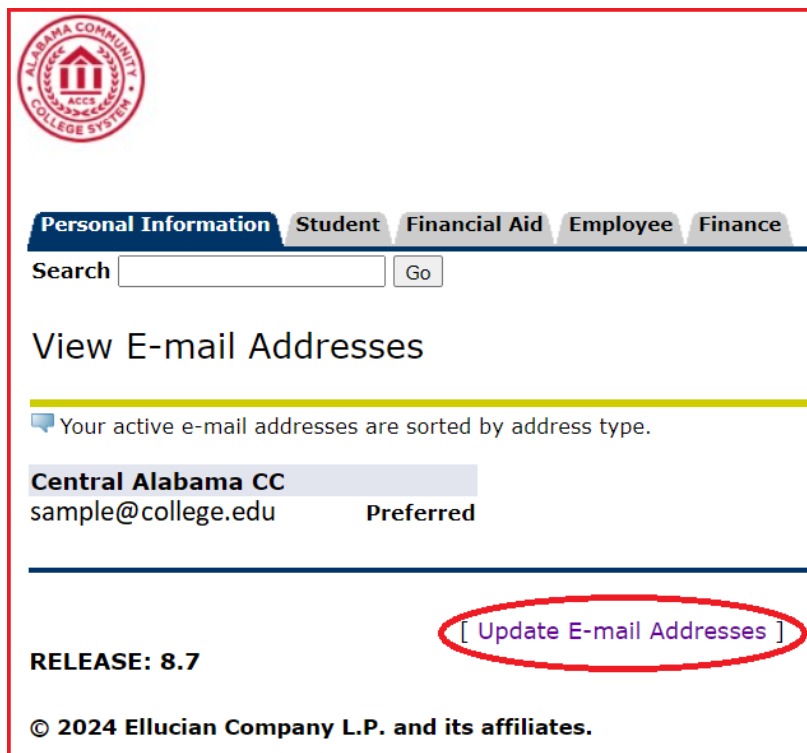 ALABAMA COMMUNITY
COLLEGE SYSTEM
ACCS
Personal Information Student Financial Aid Employee Finance
Search Go
View E-mail Addresses
Your active e-mail addresses are sorted by address type.
Central Alabama CC
sample@college.edu Preferred
[ Update E-mail Addresses ]
RELEASE: 8.7
© 2024 Ellucian Company L.P. and its affiliates.